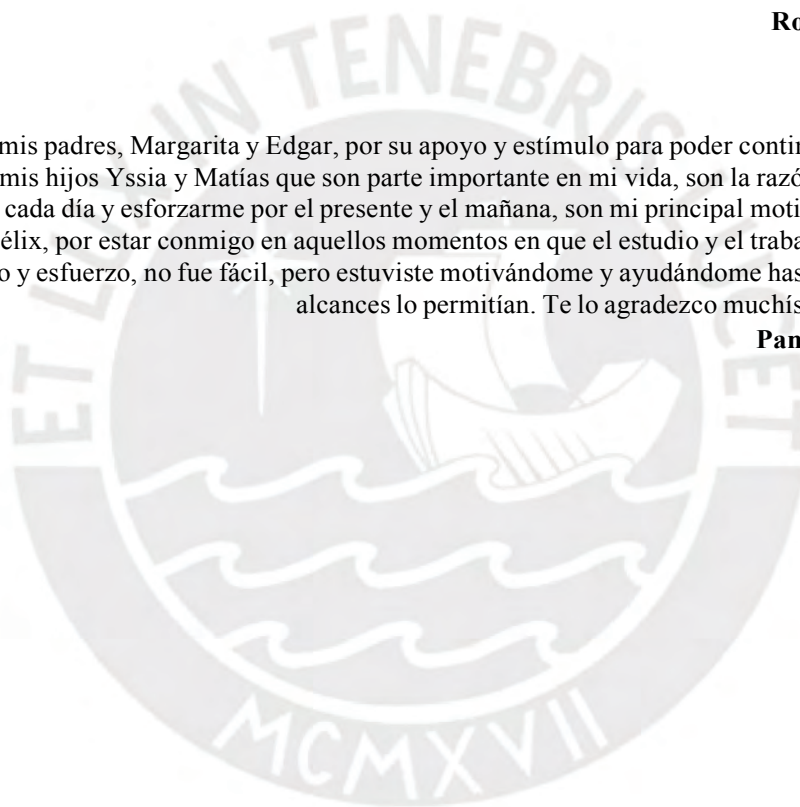 Ro
mis padres, Margarita y Edgar, por su apoyo y estímulo para poder contin
mis hijos Yssia y Matías que son parte importante en mi vida, son la razó
cada día y esforzarme por el presente y el mañana, son mi principal moti
élix, por estar conmigo en aquellos momentos en que el estudio y el traba
o y esfuerzo, no fue fácil, pero estuviste motivándome y ayudándome has
alcances lo permitían. Te lo agradezco muchís
Pan
ET LUX IN TENEBRIS LUCET
MCMXVII